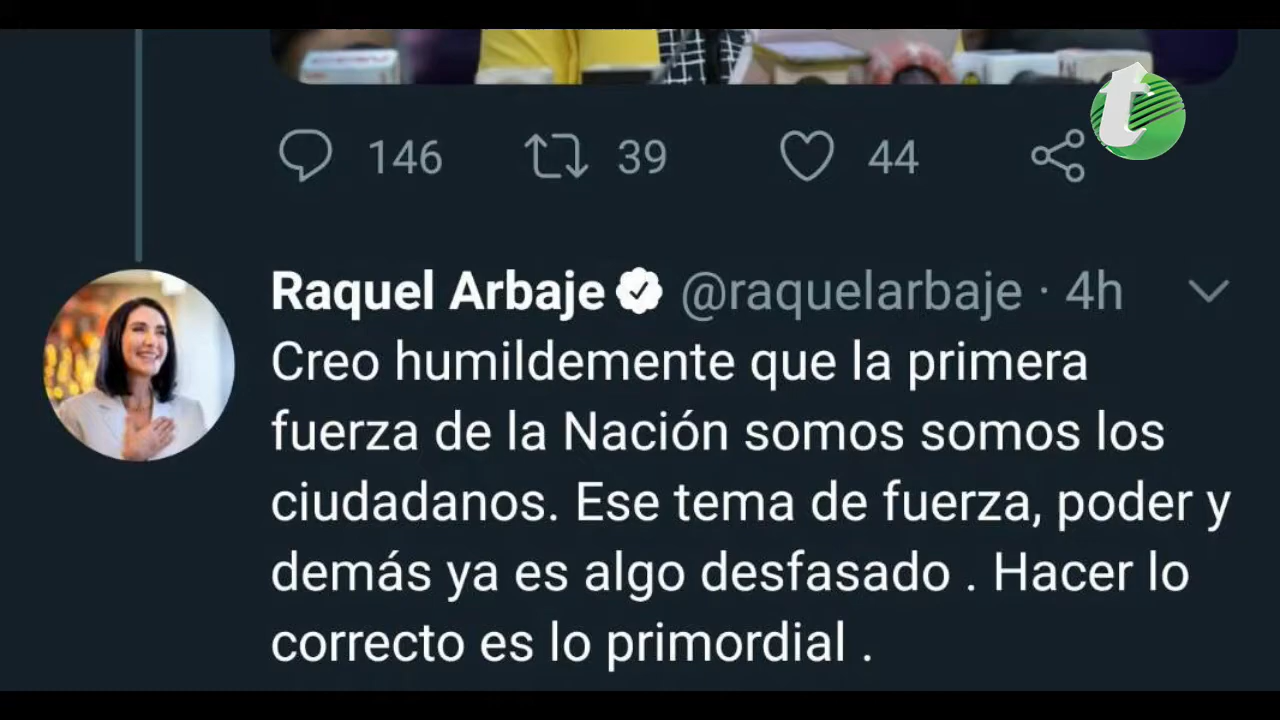 146 39 44
t
Raquel Arbaje @raquelarbaje · 4h
Creo humildemente que la primera
fuerza de la Nación somos somos los
ciudadanos. Ese tema de fuerza, poder y
demás ya es algo desfasado . Hacer lo
correcto es lo primordial .